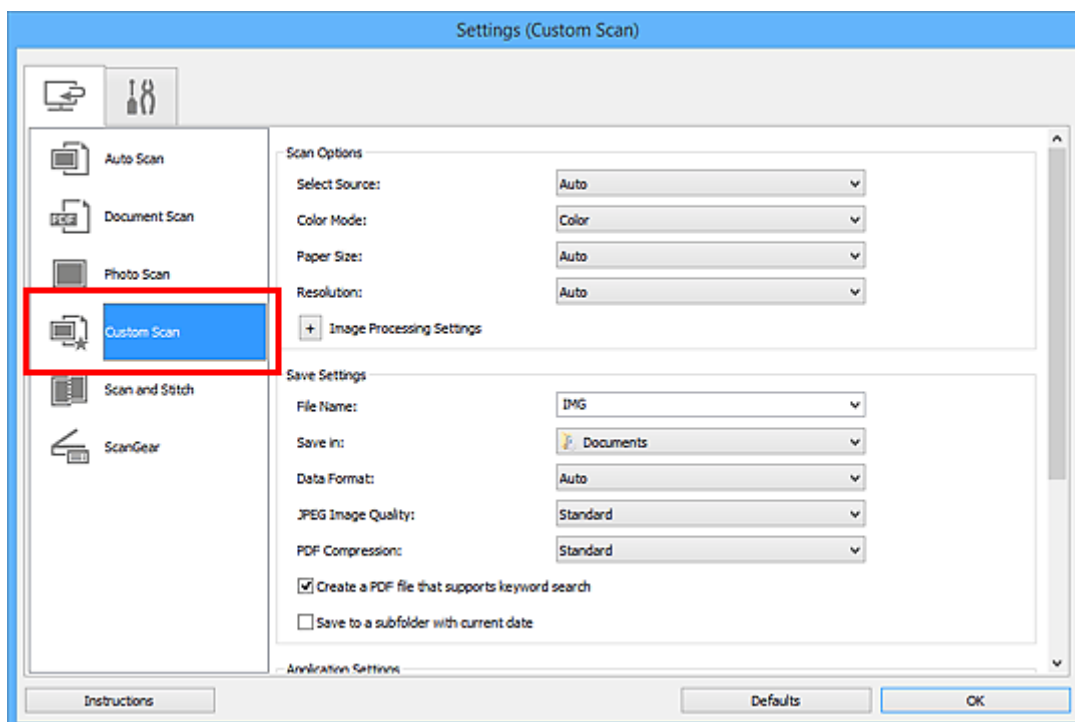 Settings (Custom Scan)
Auto Scan
PDF
Document Scan
Photo Scan
Custom Scan
Scan and Stitch
ScanGear
Scan Options
Select Source: Auto
Color Mode: Color
Paper Size: Auto
Resolution: Auto
+ Image Processing Settings
Save Settings
File Name: IMG
Save in: Documents
Data Format: Auto
JPEG Image Quality: Standard
PDF Compression: Standard
Create a PDF file that supports keyword search
Save to a subfolder with current date
Application Settings
Instructions Defaults OK